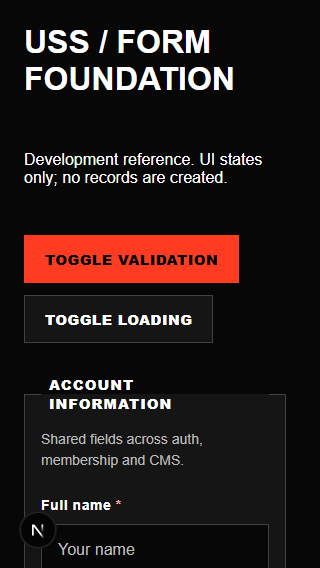 USS / FORM
FOUNDATION
Development reference. UI states
only; no records are created.
TOGGLE VALIDATION
TOGGLE LOADING
ACCOUNT
INFORMATION
Shared fields across auth,
membership and CMS.
Full name *
N
Your name